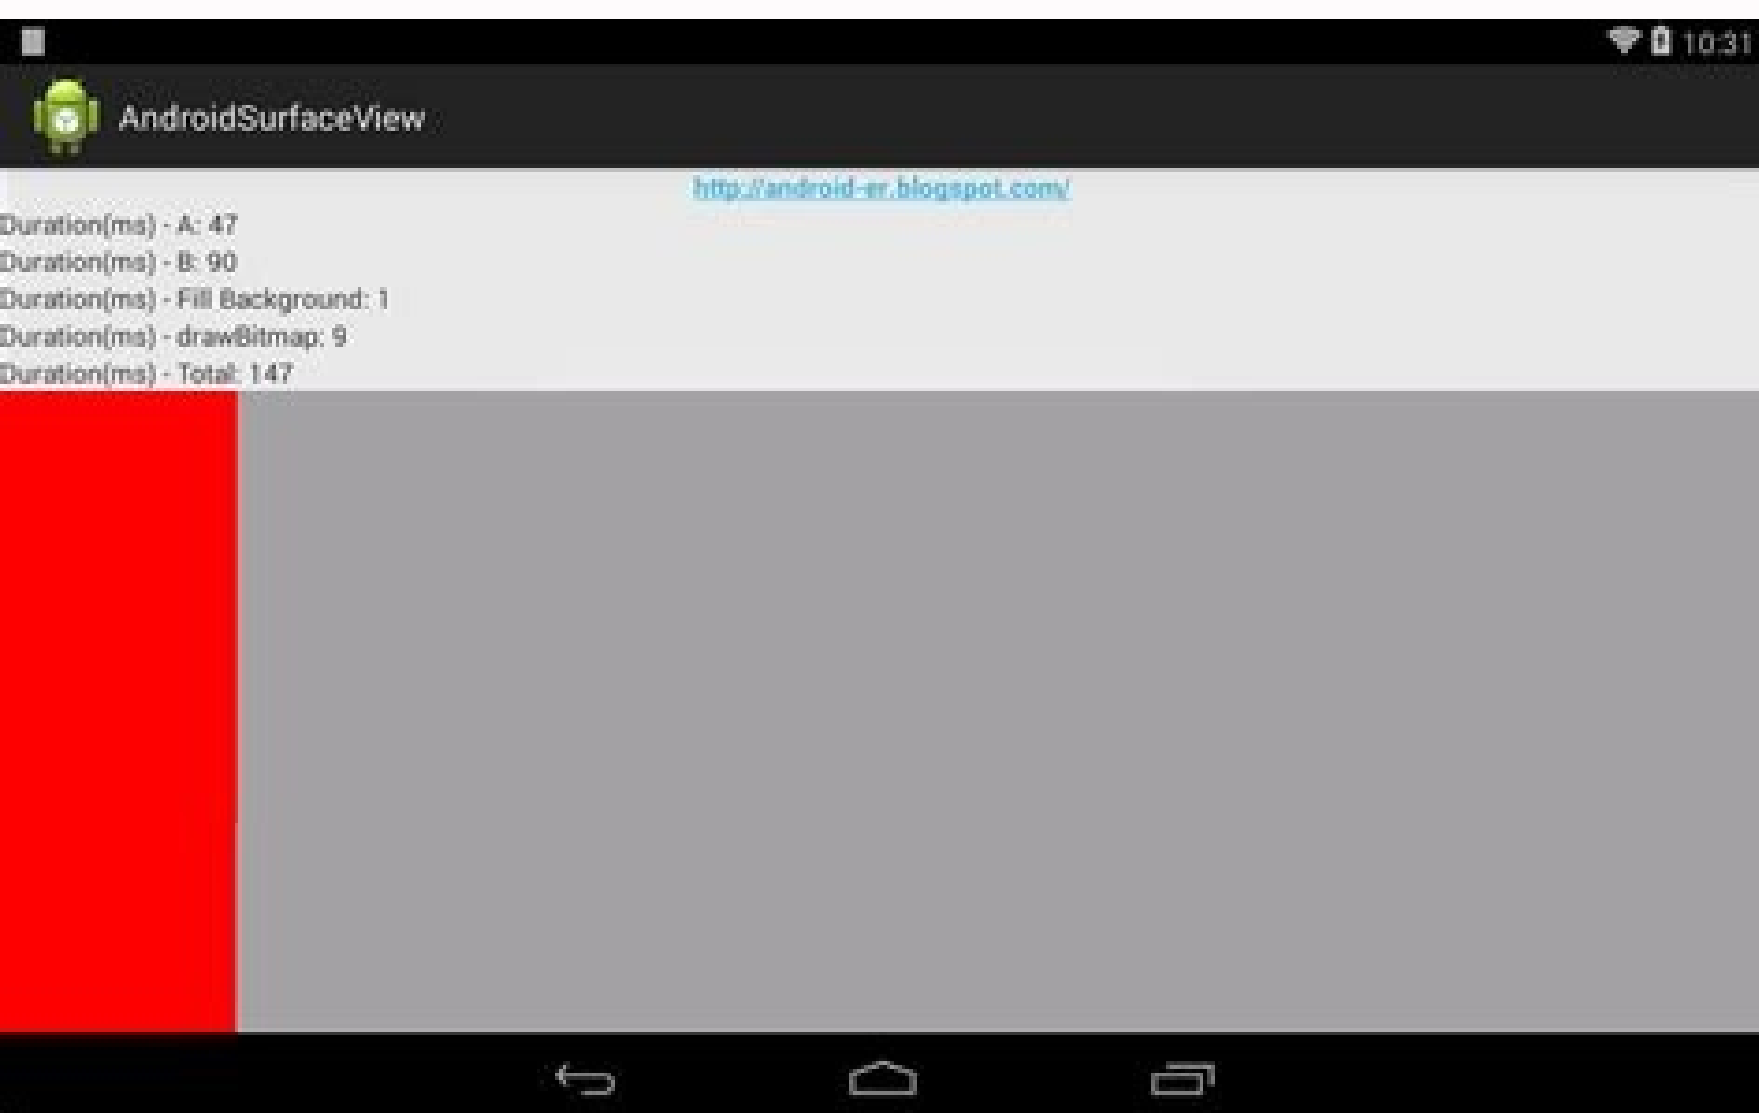 10:31
AndroidSurfaceView
http://android-er.blogspot.com/
Duration(ms) - A: 47
Duration(ms) - B: 90
Duration(ms) - Fill Background: 1
Duration(ms) - drawBitmap: 9
Duration(ms) - Total: 147